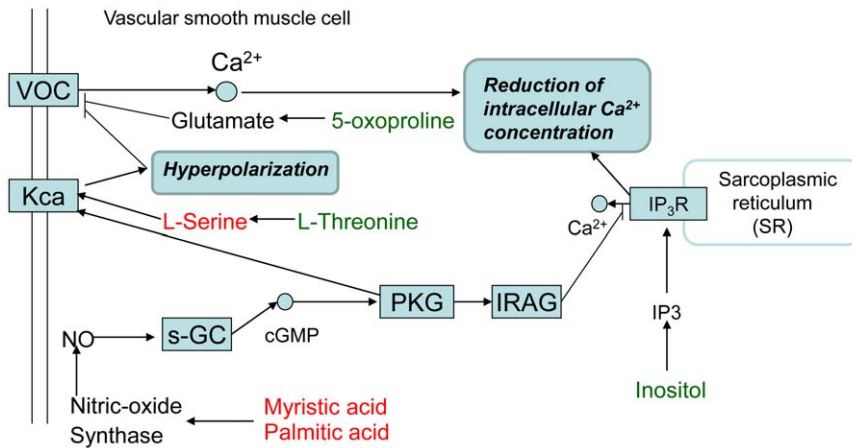 Vascular smooth muscle cell
VOC
Ca²⁺
Reduction of
intracellular Ca²⁺
concentration
Glutamate
5-oxoproline
Hyperpolarization
Kca
L-Serine
L-Threonine
Ca²⁺
IP₃R
Sarcoplasmic
reticulum
(SR)
PKG
IRAG
NO
s-GC
cGMP
IP3
Inositol
Nitric-oxide
Synthase
Myristic acid
Palmitic acid